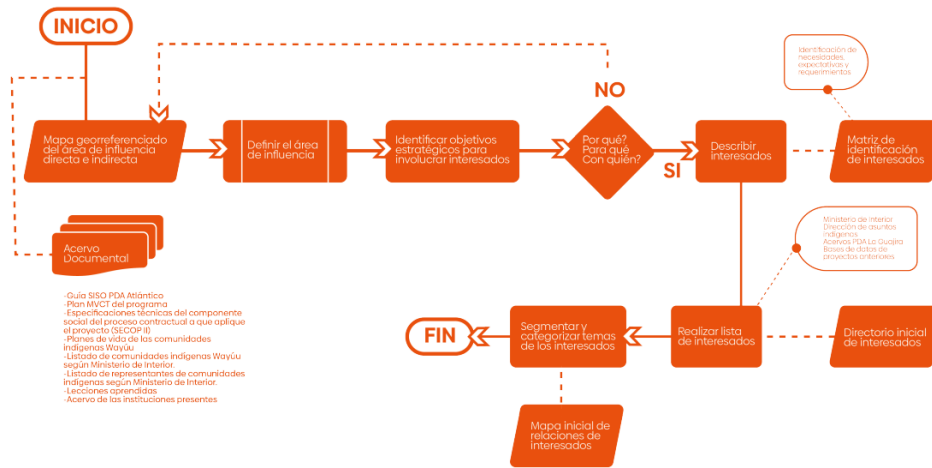 INICIO
Mapa georreferenciado
del área de influencia
directa e indirecta
Definir el área
de influencia
Identificar objetivos
estratégicos para
involucrar interesados
NO
Por qué?
Para qué
Con quién?
SI
Describir
interesados
Identificación de
necesidades,
expectativas y
requerimientos
Matriz de
identificación
de interesados
Acervo
Documental
-Guía SISO PDA Atlántico
-Plan MVCT del programa
-Especificaciones técnicas del componente
social del proceso contractual a que aplique
el proyecto (SECOP II)
-Planes de vida de las comunidades
indígenas Wayúu
-Listado de comunidades indígenas Wayúu
según Ministerio de Interior.
-Listado de representantes de comunidades
indígenas según Ministerio de Interior.
-Lecciones aprendidas
-Acervo de las instituciones presentes
Ministerio de Interior
Dirección de asuntos
indígenas
Acervos PDA La Guajira
Bases de datos de
proyectos anteriores
FIN
Segmentar y
categorizar temas
de los interesados
Realizar lista
de interesados
Directorio inicial
de interesados
Mapa inicial de
relaciones de
interesados